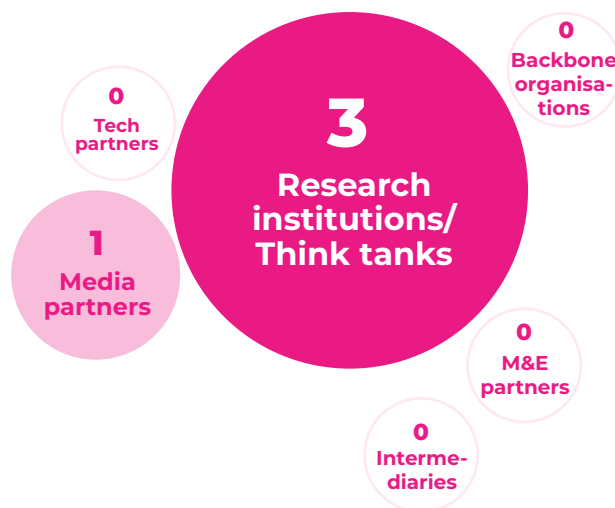 0
Tech
partners
3
Research
institutions/
Think tanks
0
Backbone
organisa-
tions
1
Media
partners
0
M&E
partners
0
Interme-
diaries